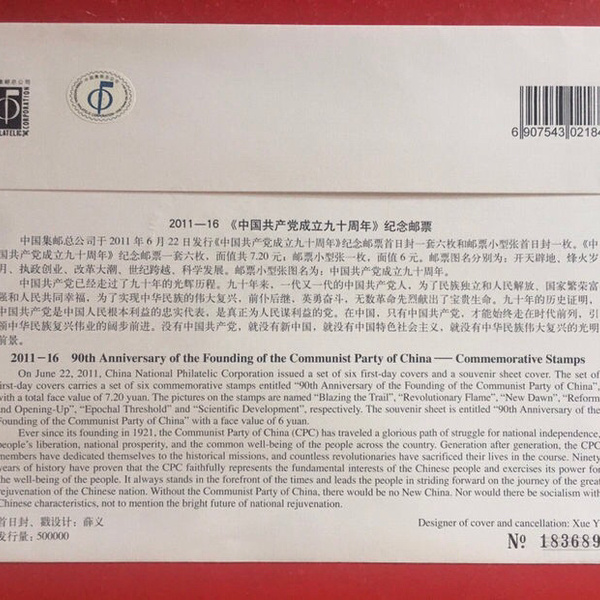 集邮总公司
中国集邮总公司
CORPORATION
6 907543 02184
2011—16 《中国共产党成立九十周年》纪念邮票
中国集邮总公司于 2011 年 6 月 22 日发行《中国共产党成立九十周年》纪念邮票首日封一套六枚和邮票小型张首日封一枚。《中
国共产党成立九十周年》纪念邮票一套六枚，面值共 7.20 元；邮票小型张一枚，面值 6 元。邮票图名分别为：开天辟地、烽火岁
月、执政创业、改革大潮、世纪跨越、科学发展。邮票小型张图名为：中国共产党成立九十周年。
中国共产党已经走过了九十年的光辉历程。九十年来，一代又一代的中国共产党人，为了民族独立和人民解放、国家繁荣富
强和人民共同幸福，为了实现中华民族的伟大复兴，前仆后继，英勇奋斗，无数革命先烈献出了宝贵生命。九十年的历史证明，
中国共产党是中国人民根本利益的忠实代表，是真正为人民谋利益的党。在中国，只有中国共产党，才能始终走在时代前列，引
领中华民族复兴伟业的阔步前进。没有中国共产党，就没有新中国，就没有中国特色社会主义，就没有中华民族伟大复兴的光明
前景。
2011－16 90th Anniversary of the Founding of the Communist Party of China — Commemorative Stamps
On June 22, 2011, China National Philatelic Corporation issued a set of six first-day covers and a souvenir sheet cover. The set of
first-day covers carries a set of six commemorative stamps entitled “90th Anniversary of the Founding of the Communist Party of China”,
with a total face value of 7.20 yuan. The pictures on the stamps are named “Blazing the Trail”, “Revolutionary Flame”, “New Dawn”, “Reform
and Opening-Up”, “Epochal Threshold” and “Scientific Development”, respectively. The souvenir sheet is entitled “90th Anniversary of the
Founding of the Communist Party of China” with a face value of 6 yuan.
Ever since its founding in 1921, the Communist Party of China (CPC) has traveled a glorious path of struggle for national independence,
people's liberation, national prosperity, and the common well-being of the people across the country. Generation after generation, the CPC
members have dedicated themselves to the historical missions, and countless revolutionaries have sacrificed their lives in the course. Ninety
years of history have proven that the CPC faithfully represents the fundamental interests of the Chinese people and exercises its power for
the well-being of the people. It always stands in the forefront of the times and leads the people in striding forward on the journey of the great
rejuvenation of the Chinese nation. Without the Communist Party of China, there would be no New China. Nor would there be socialism with
Chinese characteristics, not to mention the bright future of national rejuvenation.
首日封、戳设计：薛义
发行量：500000
Designer of cover and cancellation: Xue Y
№ 183689